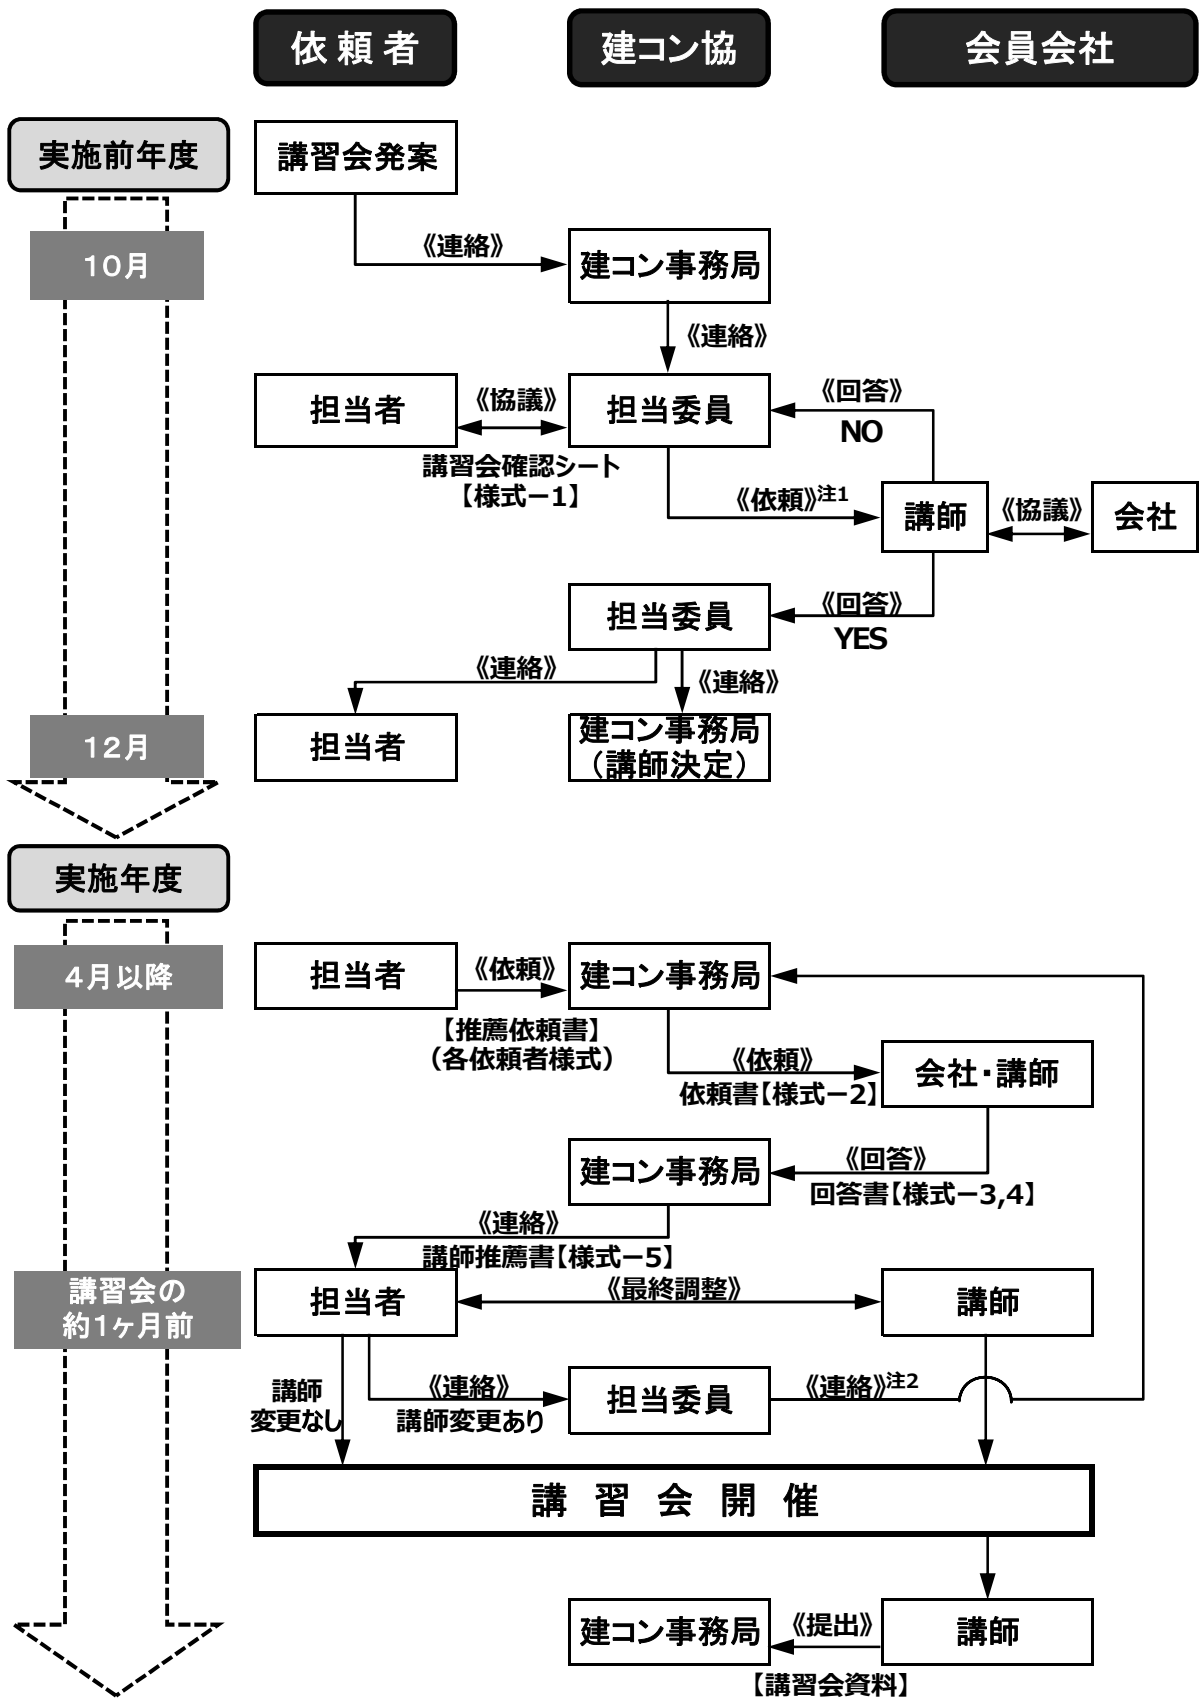 依頼者
建コン協
会員会社
実施前年度
講習会発案
10月
《連絡》
建コン事務局
《連絡》
担当者
《協議》
担当委員
《回答》
NO
講習会確認シート
【様式－1】
《依頼》注1
講師
《協議》
会社
担当委員
《回答》
YES
《連絡》
《連絡》
12月
担当者
建コン事務局
（講師決定）
実施年度
4月以降
担当者
《依頼》
建コン事務局
【推薦依頼書】
（各依頼者様式）
《依頼》
依頼書【様式－2】
会社・講師
建コン事務局
《回答》
回答書【様式－3,4】
《連絡》
講師推薦書【様式－5】
講習会の
約1ヶ月前
担当者
《最終調整》
講師
講師
変更なし
《連絡》
講師変更あり
担当委員
《連絡》注2
講習会開催
建コン事務局
《提出》
講師
【講習会資料】